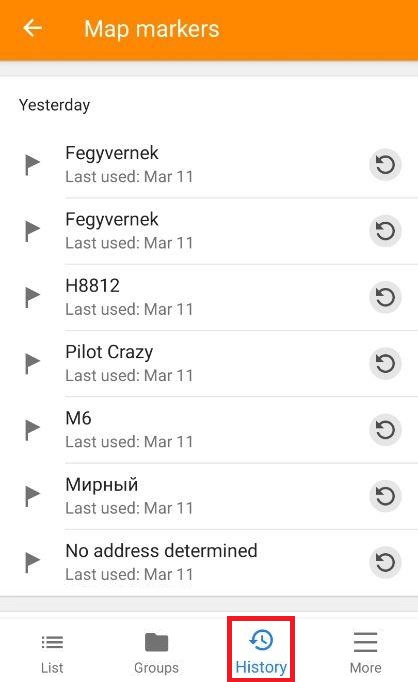 Map markers
Yesterday
Fegyvernek
Last used: Mar 11
Fegyvernek
Last used: Mar 11
H8812
Last used: Mar 11
Pilot Crazy
Last used: Mar 11
M6
Last used: Mar 11
Мирный
Last used: Mar 11
No address determined
Last used: Mar 11
List
Groups
History
More